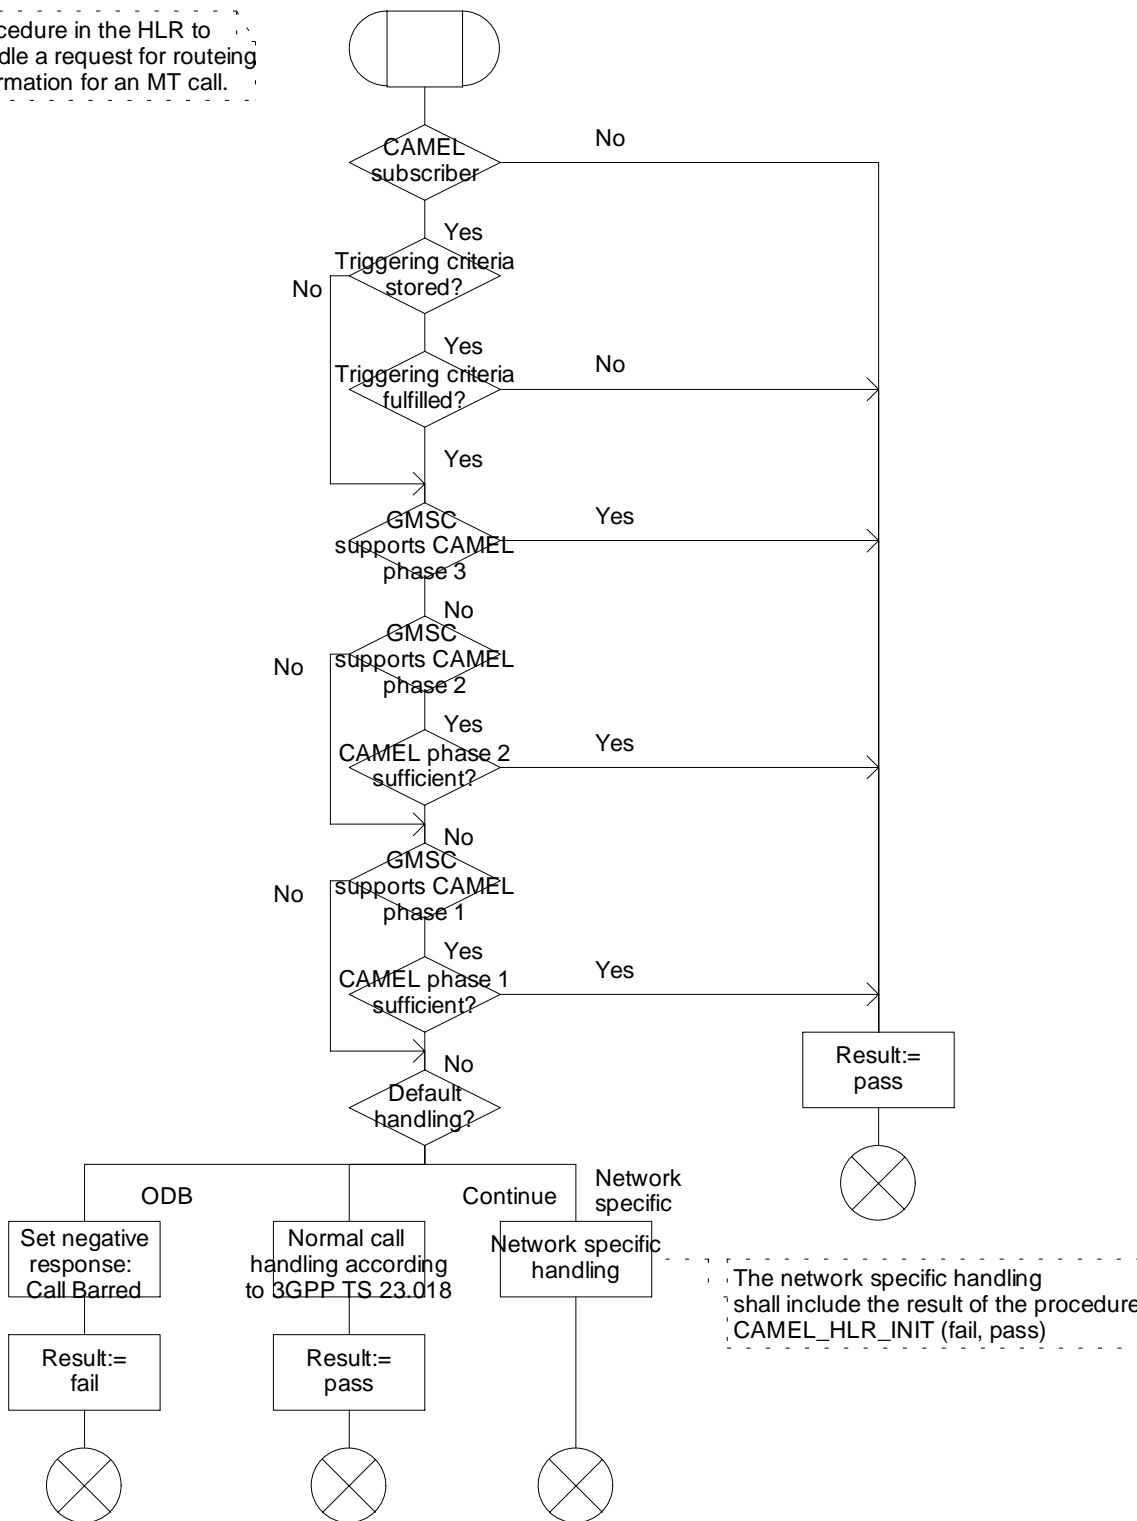 cedure in the HLR to
dle a request for routeing
rmation for an MT call.
CAMEL
subscriber
No
Yes
Triggering criteria
stored?
No
Yes
Triggering criteria
fulfilled?
No
Yes
GMSC
supports CAMEL
phase 3
Yes
No
GMSC
supports CAMEL
phase 2
No
Yes
CAMEL phase 2
sufficient?
Yes
No
GMSC
supports CAMEL
phase 1
No
Yes
CAMEL phase 1
sufficient?
Yes
No
Result:=
pass
Default
handling?
ODB
Continue
Network
specific
Set negative
response:
Call Barred
Normal call
handling according
to 3GPP TS 23.018
Network specific
handling
The network specific handling
shall include the result of the procedure
CAMEL_HLR_INIT (fail, pass)
Result:=
fail
Result:=
pass